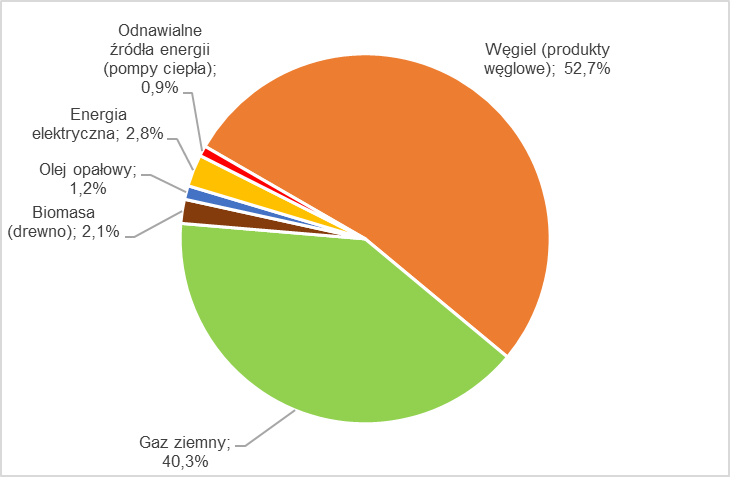 Odnawialne
źródła energii
(pompy ciepła);
0,9%
Węgiel (produkty
węglowe); 52,7%
Energia
elektryczna; 2,8%
Olej opałowy;
1,2%
Biomasa
(drewno); 2,1%
Gaz ziemny;
40,3%